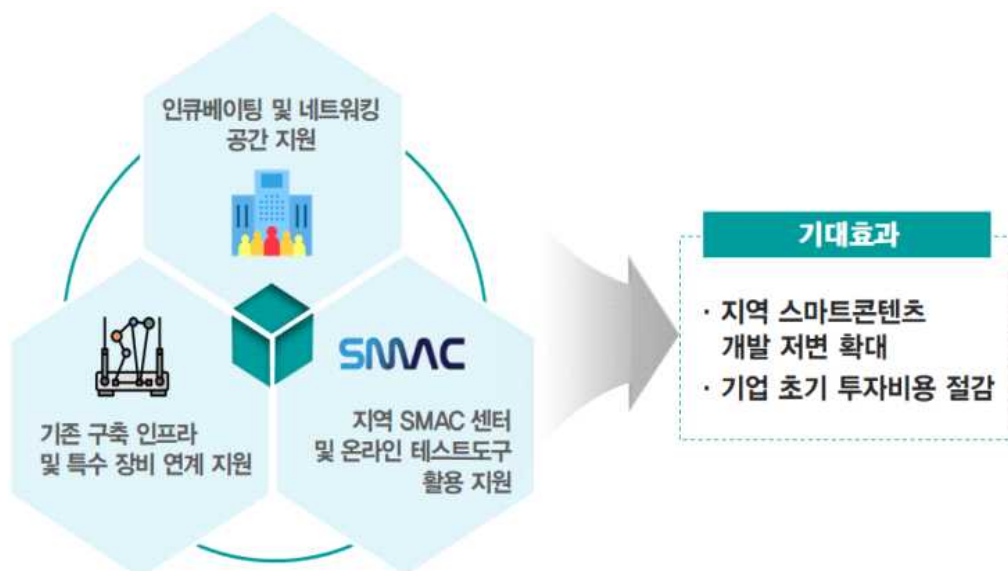 인큐베이팅 및 네트워킹
공간 지원
기존 구축 인프라
및 특수 장비 연계 지원
SMAC
지역 SMAC 센터
및 온라인 테스트도구
활용 지원
기대효과
· 지역 스마트콘텐츠
개발 저변 확대
· 기업 초기 투자비용 절감